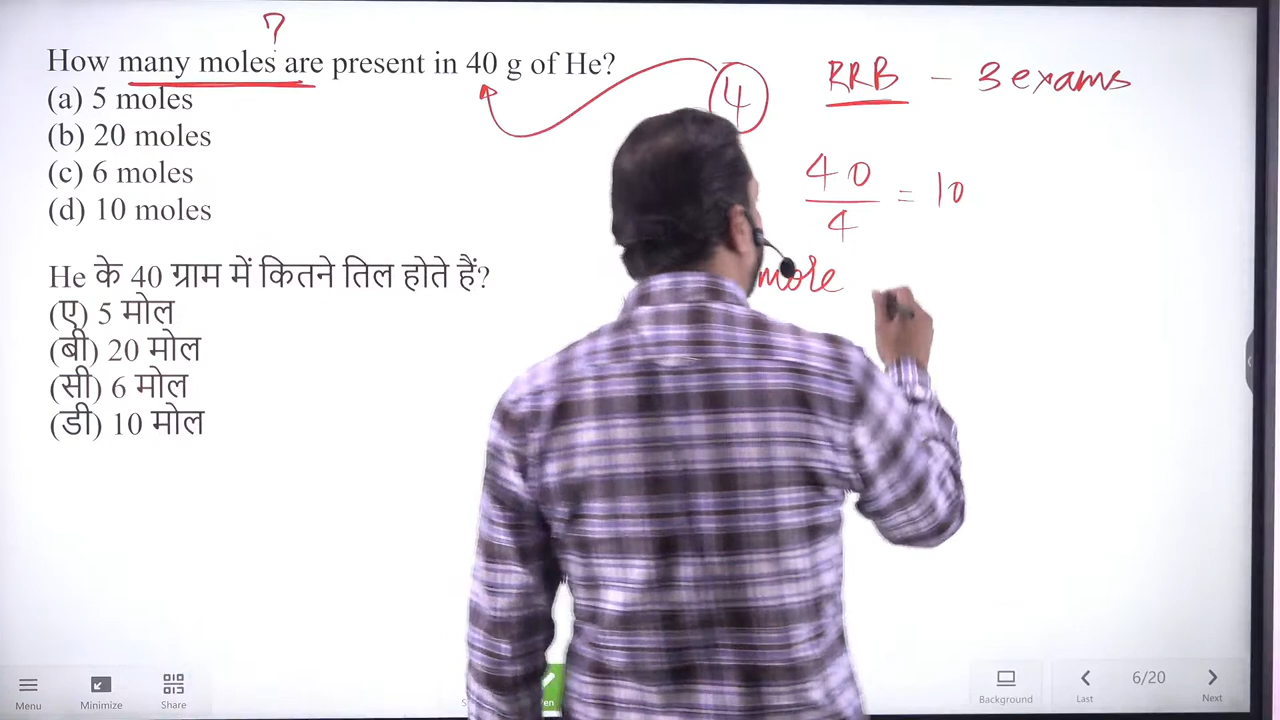 ?
How many moles are present in 40 g of He?
(a) 5 moles
(b) 20 moles
(c) 6 moles
(d) 10 moles
He के 40 ग्राम में कितने तिल होते हैं?
(ए) 5 मोल
(बी) 20 मोल
(सी) 6 मोल
(डी) 10 मोल
4
RRB - 3 exams
40
4
= 10
mole
Menu
Minimize
Share
Background
Last
6/20
Next